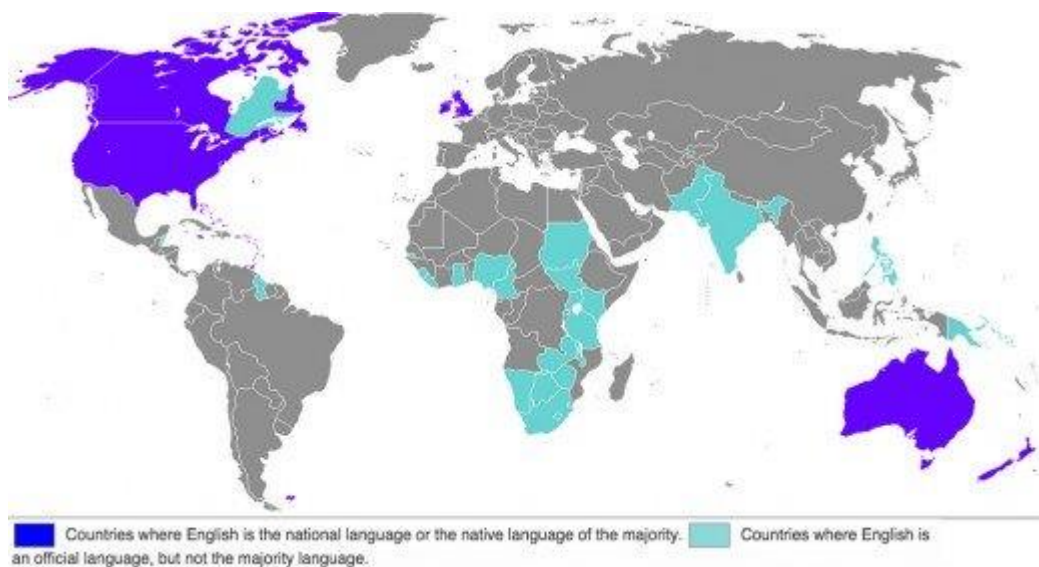 Countries where English is the national language or the native language of the majority. Countries where English is
an official language, but not the majority language.